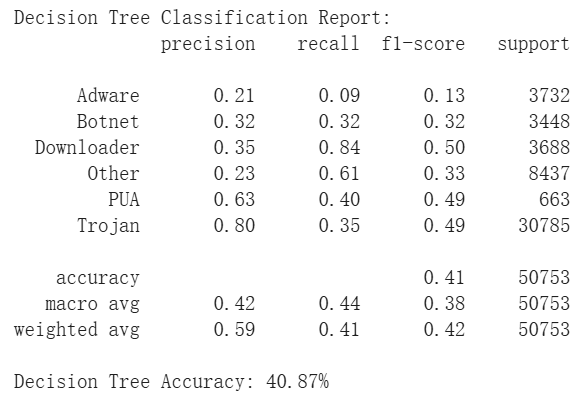 Decision Tree Classification Report:
precision recall f1-score support
Adware 0.21 0.09 0.13 3732
Botnet 0.32 0.32 0.32 3448
Downloader 0.35 0.84 0.50 3688
Other 0.23 0.61 0.33 8437
PUA 0.63 0.40 0.49 663
Trojan 0.80 0.35 0.49 30785
accuracy 0.41 50753
macro avg 0.42 0.44 0.38 50753
weighted avg 0.59 0.41 0.42 50753
Decision Tree Accuracy: 40.87%